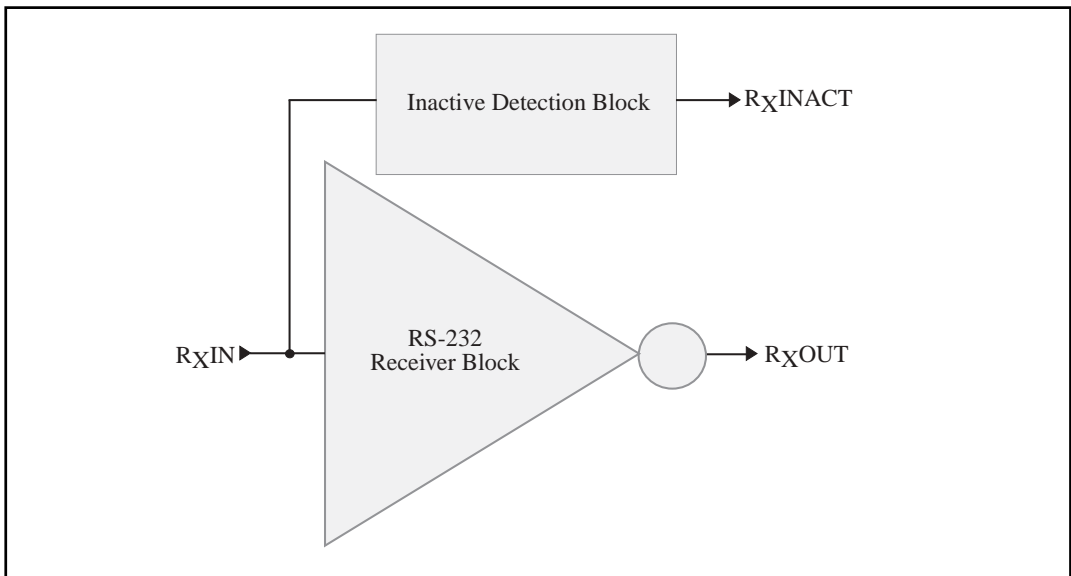 Inactive Detection Block
RXINACT
RS-232
Receiver Block
RXIN
RXOUT